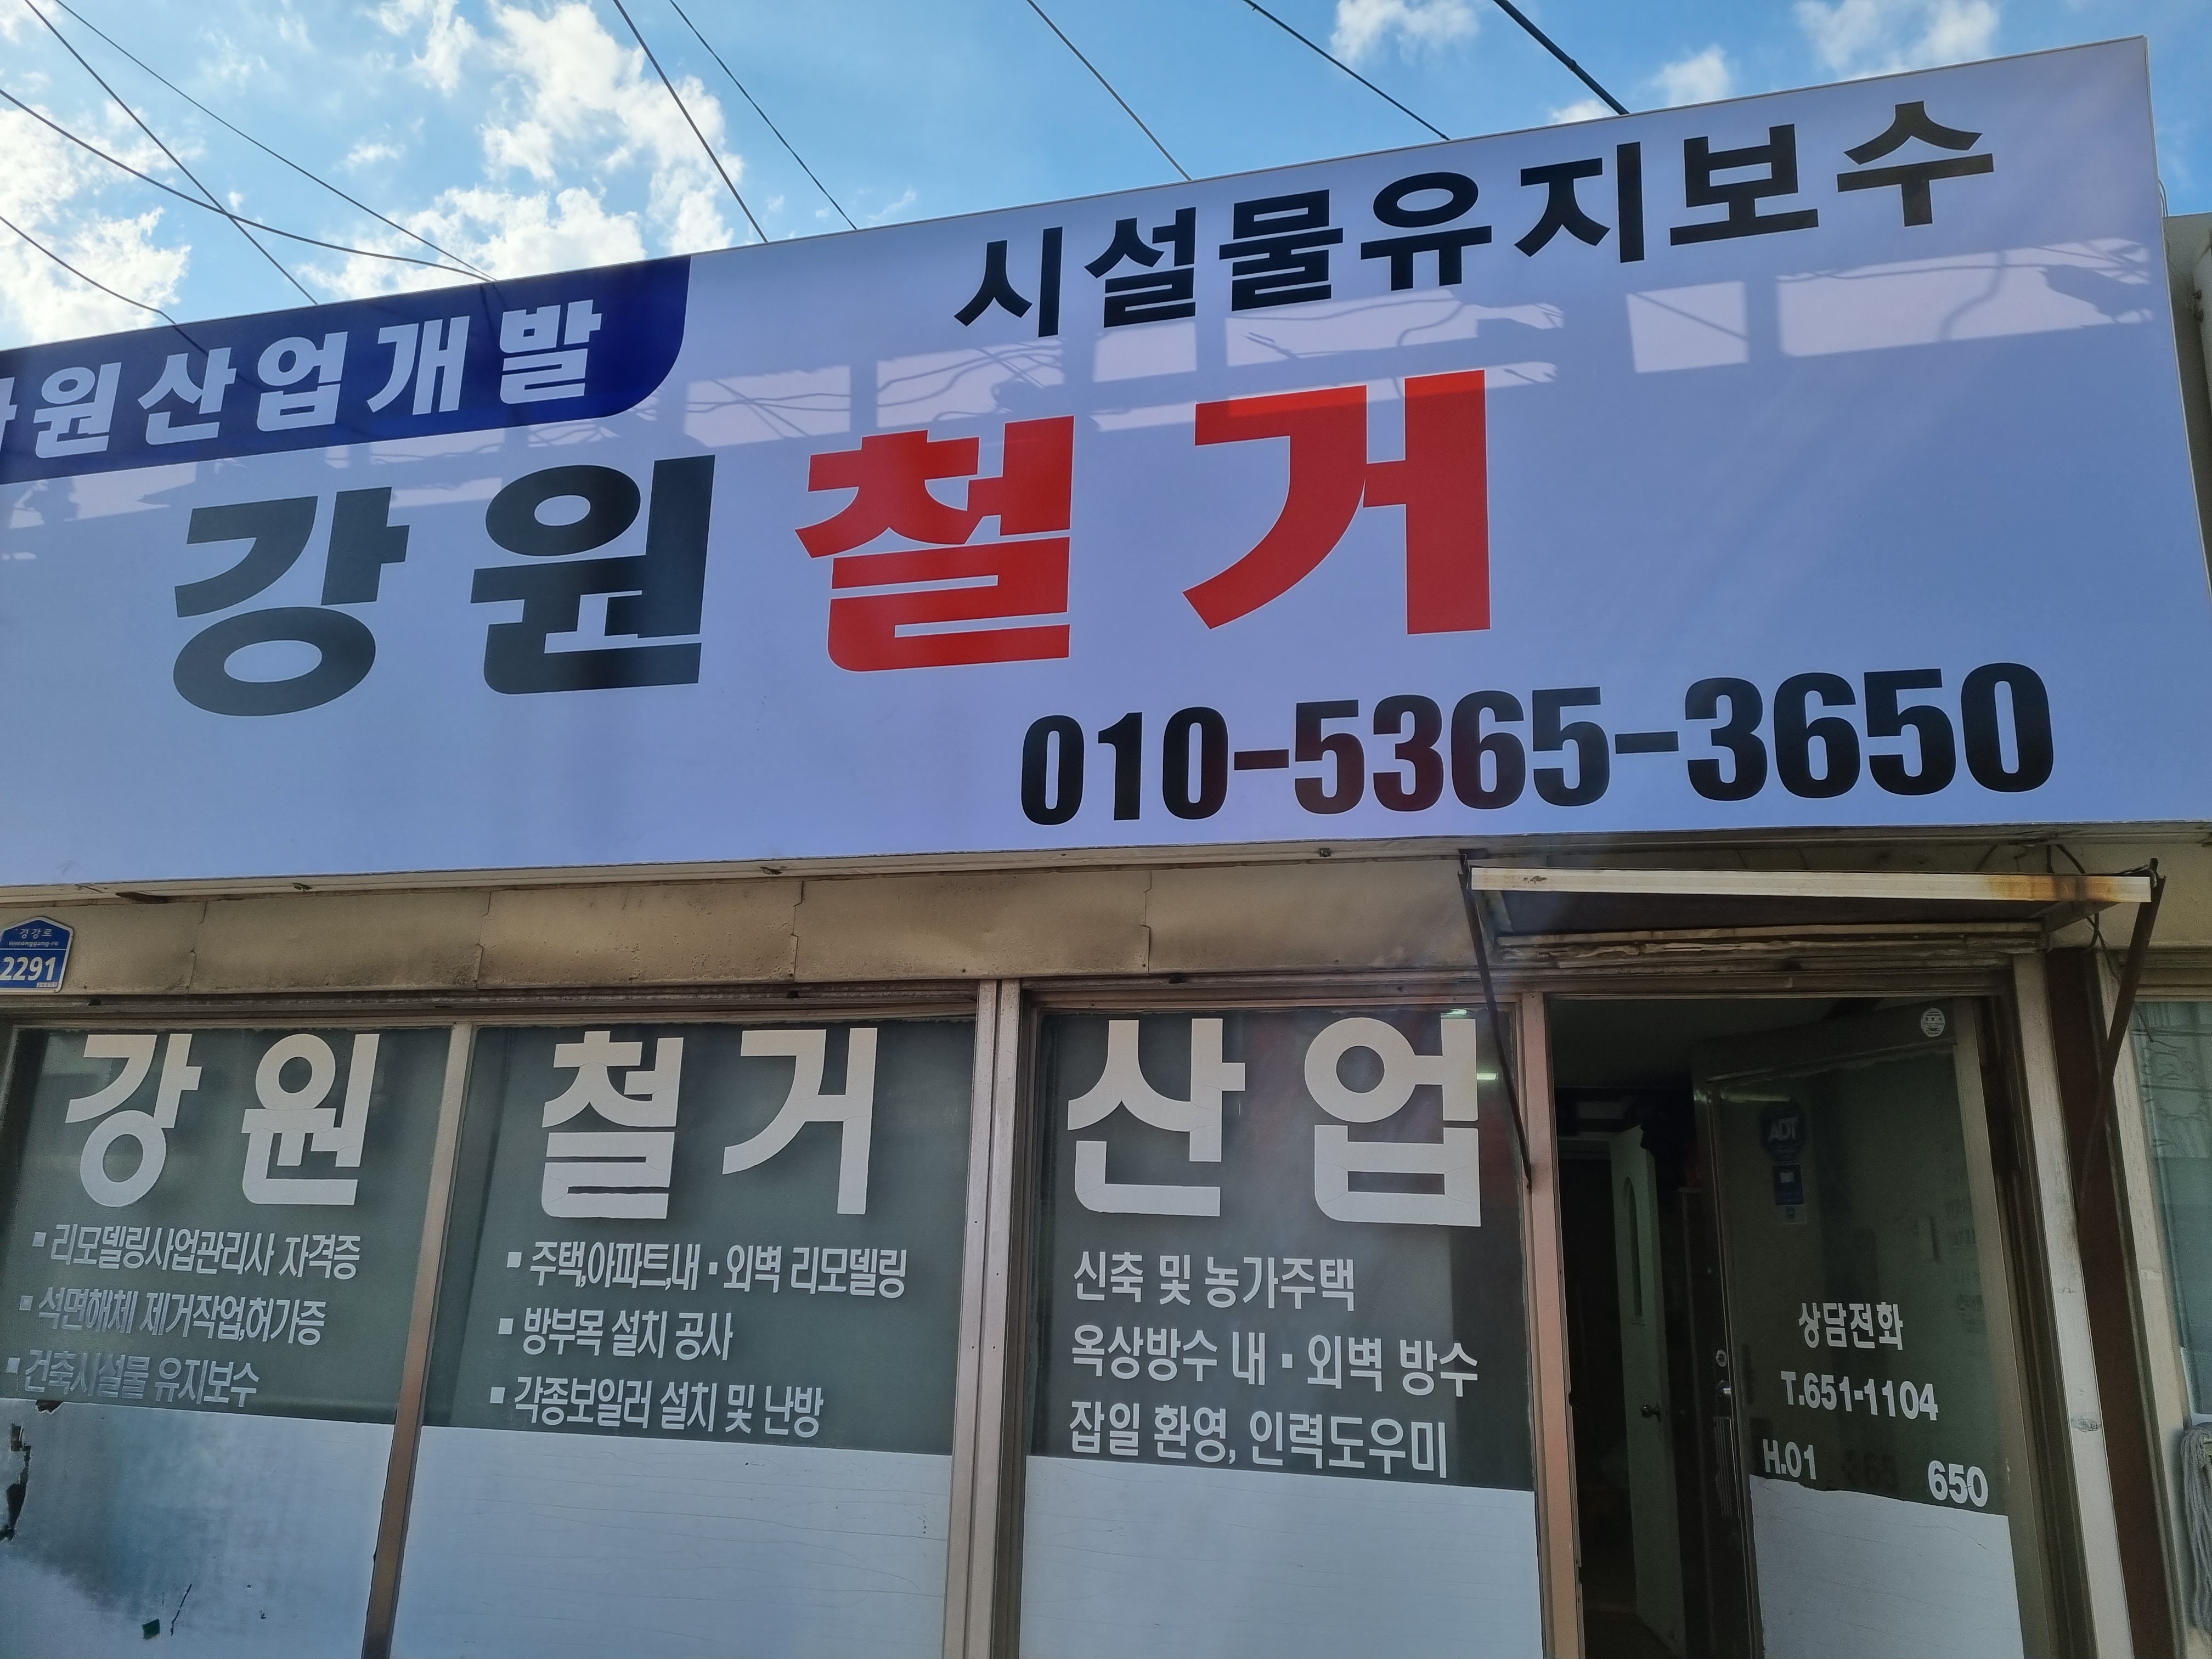 원산업개발
시설물유지보수
강원철거
010-5365-3650
경강로
2291
강원 철거 산업
▪리모델링사업관리사 자격증
▪석면해체 제거작업,허가증
▪건축시설물 유지보수
▪주택,아파트,내▪외벽 리모델링
▪방부목 설치 공사
▪각종보일러 설치 및 난방
신축 및 농가주택
옥상방수 내▪외벽 방수
잡일 환영, 인력도우미
ADT
상담전화
T.651-1104
H.01 365 650